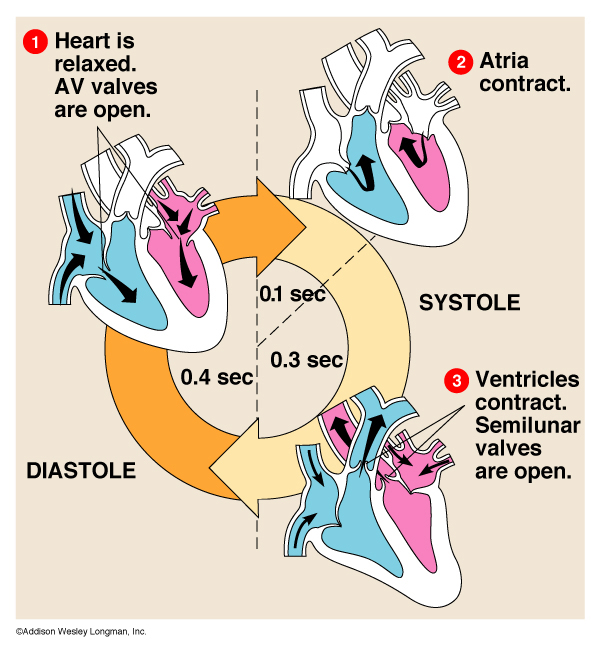 1 Heart is
relaxed.
AV valves
are open.
2 Atria
contract.
0.1 sec
SYSTOLE
0.3 sec
0.4 sec
3 Ventricles
contract.
Semilunar
valves
are open.
DIASTOLE
©Addison Wesley Longman, Inc.